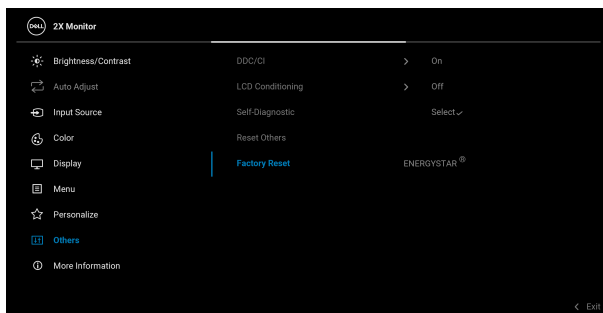 DELL 2X Monitor
Brightness/Contrast DDC/CI > On
Auto Adjust LCD Conditioning > Off
Input Source Self-Diagnostic Select ✓
Color Reset Others
Display Factory Reset ENERGYSTAR ®
Menu
Personalize
Others
More Information
< Exit